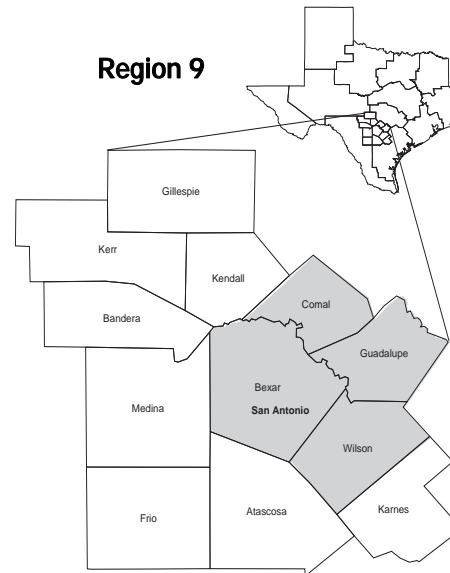 Region 9
Gillespie
Kerr
Kendall
Bandera
Comal
Guadalupe
Bexar
San Antonio
Medina
Wilson
Frio
Atascosa
Karnes